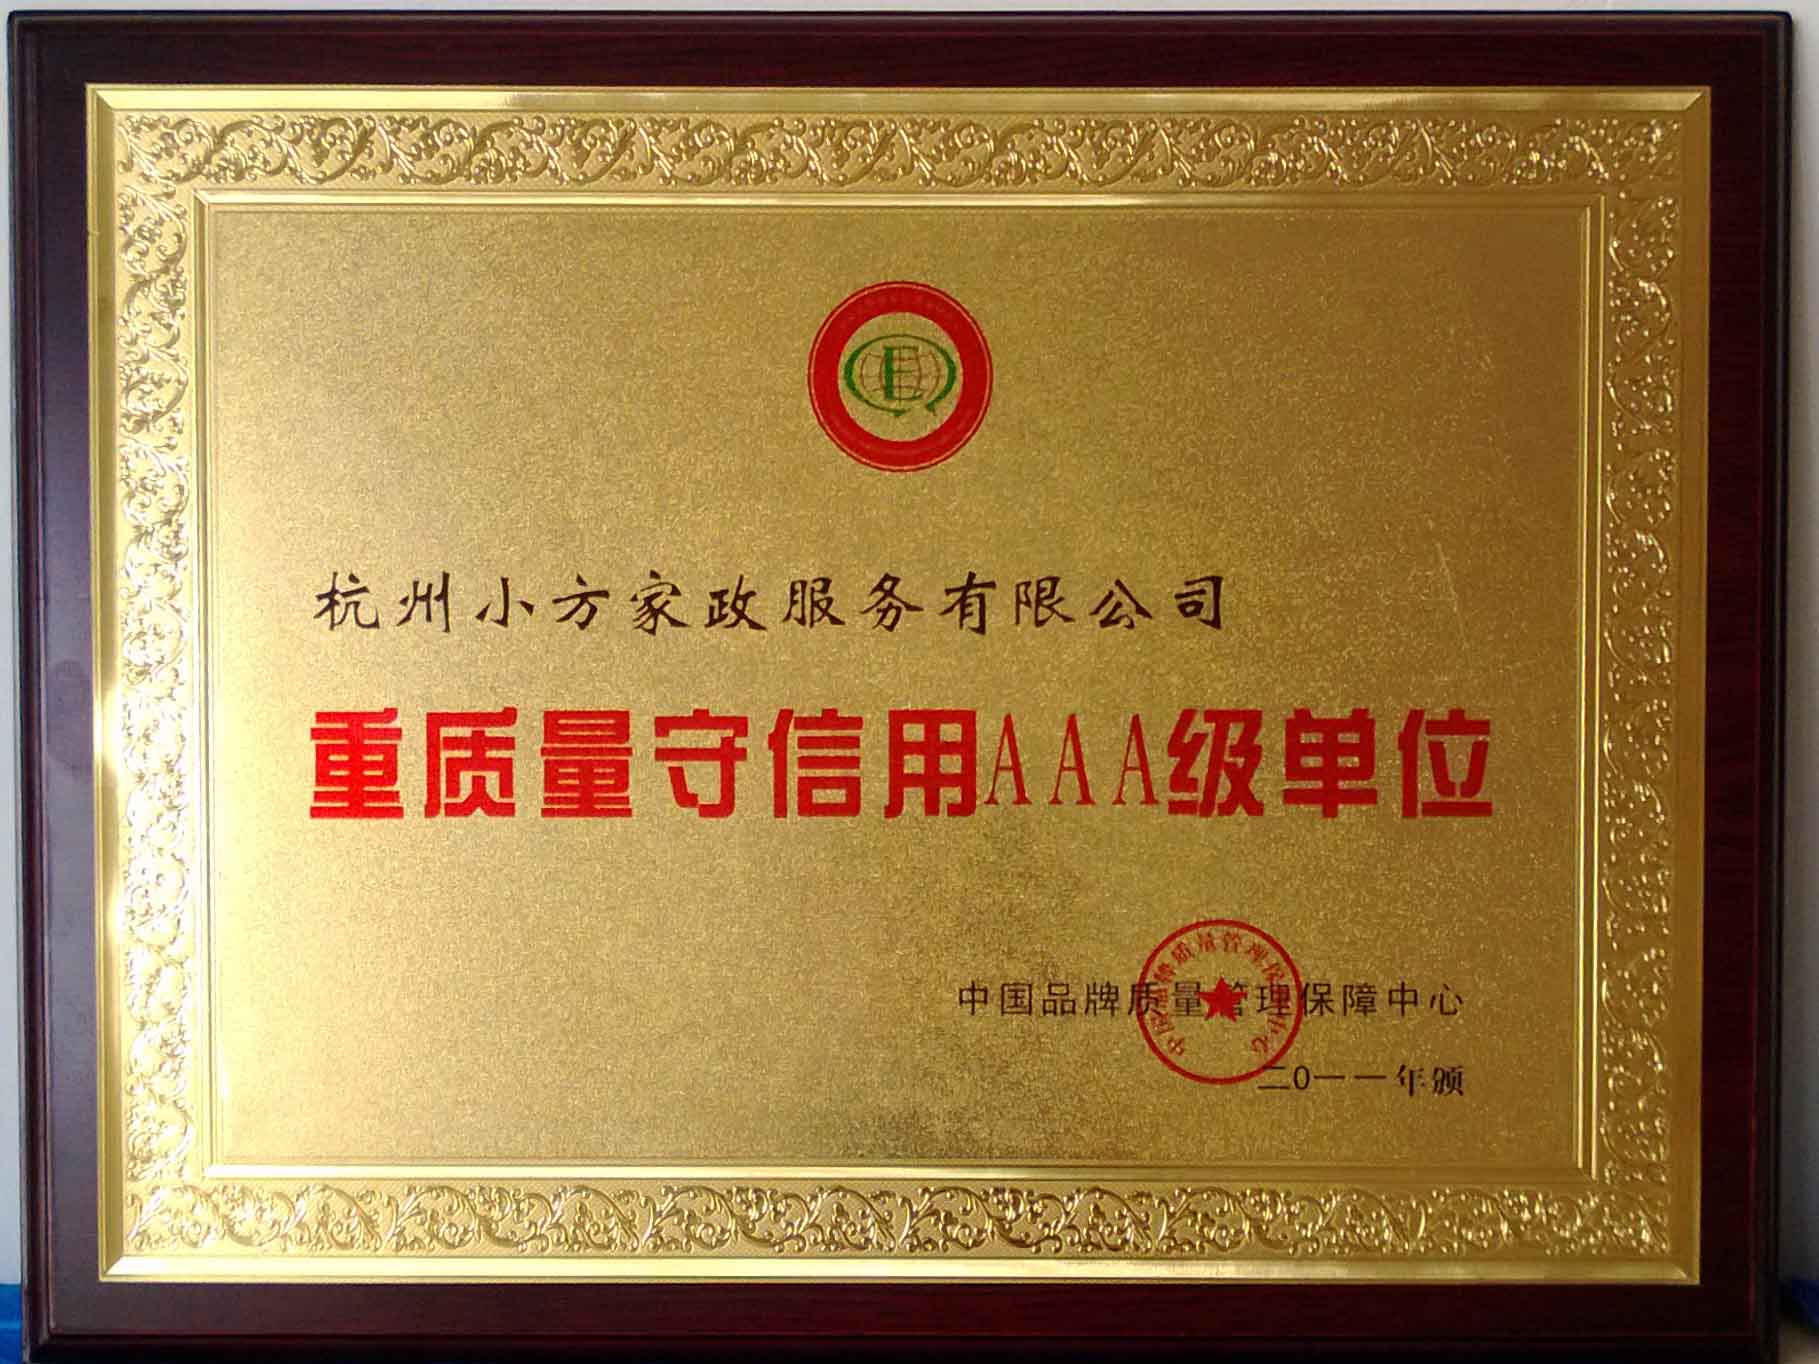 杭州小方家政服务有限公司
重质量守信用AAA级单位
中国品牌质量管理保障中心
二0一一年颁